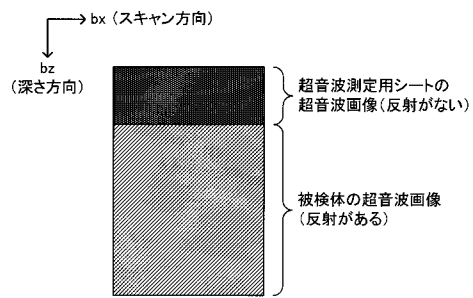 bx (スキャン方向)
bz
(深さ方向)
超音波測定用シートの
超音波画像(反射がない)
被検体の超音波画像
(反射がある)